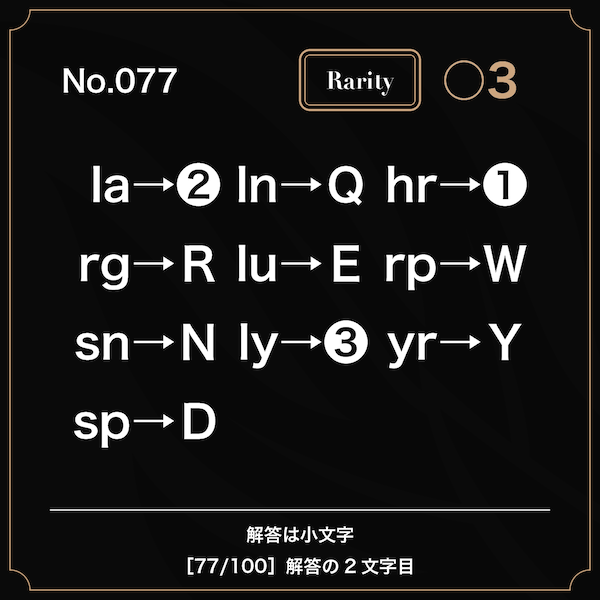 No.077 Rarity ○3
la→❷ ln→Q hr→❶
rg→R lu→E rp→W
sn→N ly→❸ yr→Y
sp→D
解答は小文字
[77/100] 解答の2文字目